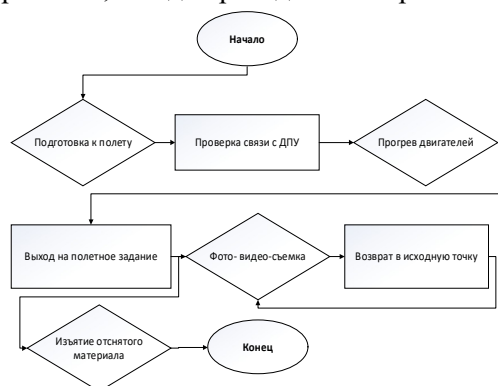 Начало
Подготовка к полету
Проверка связи с ДПУ
Прогрев двигателей
Выход на полетное задание
Фото- видео-съемка
Возврат в исходную точку
Изъятие отснятого
материала
Конец